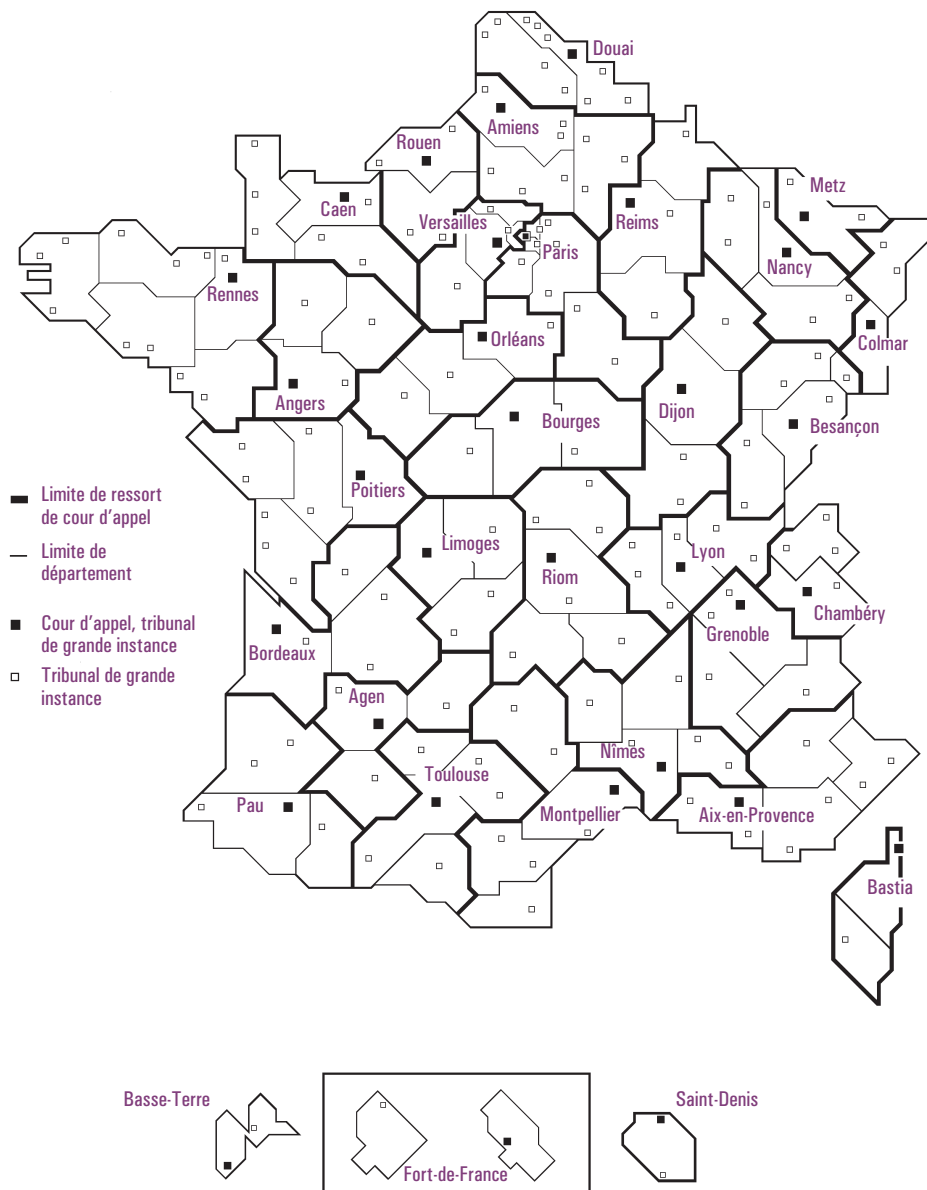 Douai
Amiens
Rouen
Metz
Caen
Reims
Versailles
Pâris
Nancy
Rennes
Orléans
Colmar
Angers
Dijon
Bourges
Besançon
Poitiers
Limite de ressort
de cour d'appel
Limoges
Lyon
Limite de
département
Riom
Chambéry
Cour d'appel, tribunal
de grande instance
Grenoble
Bordeaux
Tribunal de grande
instance
Agen
Nîmes
Toulouse
Pau
Montpellier
Aix-en-Provence
Bastia
Basse-Terre
Saint-Denis
Fort-de-France